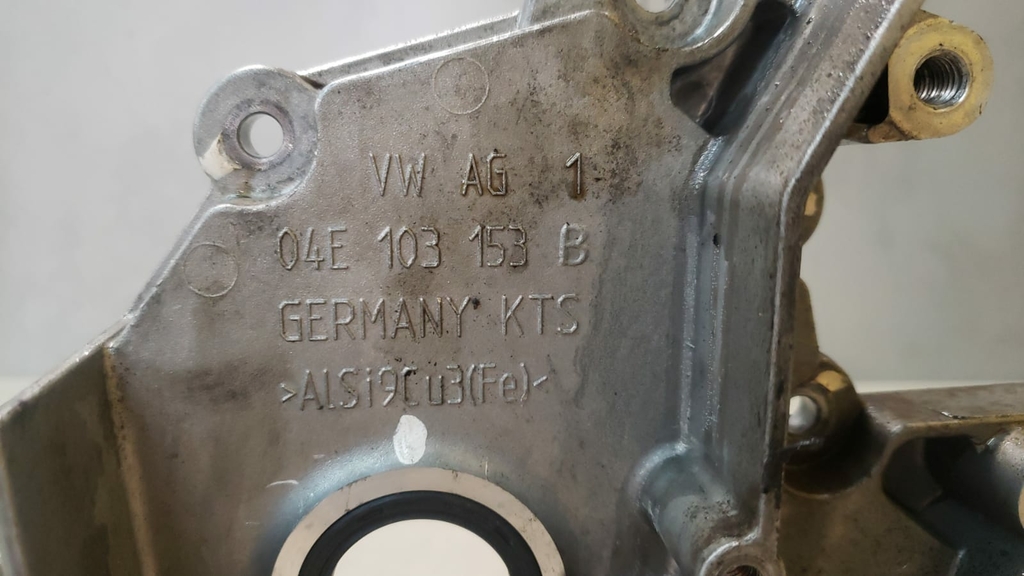 VW AG 1
04E 103 153 B
GERMANY KTS
>ALSi9Cu3(Fe)<